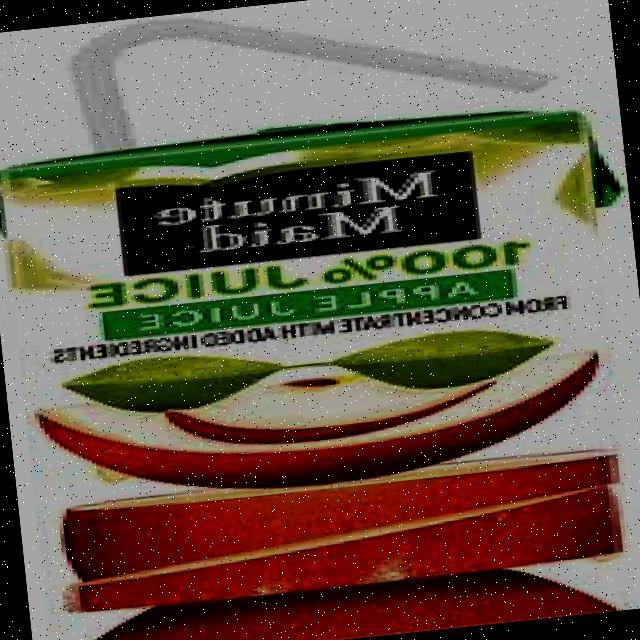 Minute
Maid
100% JUICE
APPLE JUICE
FROM CONCENTRATE WITH ADDED INGREDIENTS